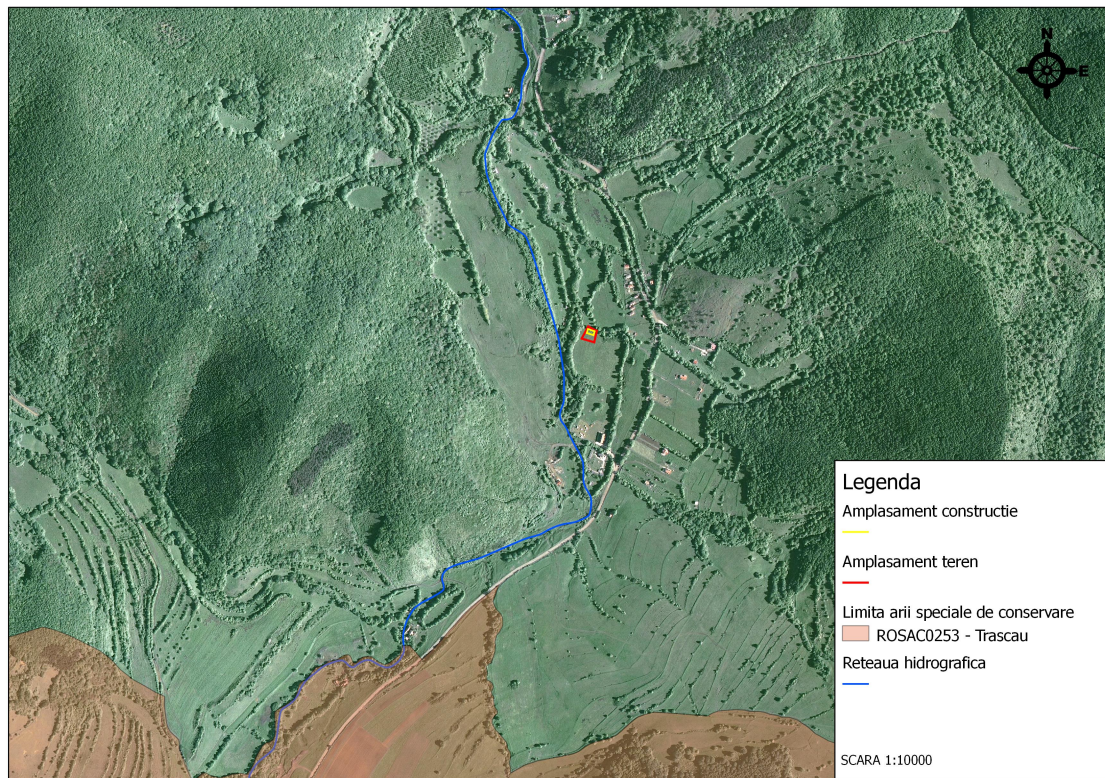 N
E
Legenda
Amplasament constructie
Amplasament teren
Limita arii speciale de conservare
ROSAC0253 - Trascau
Reteaua hidrografica
SCARA 1:10000